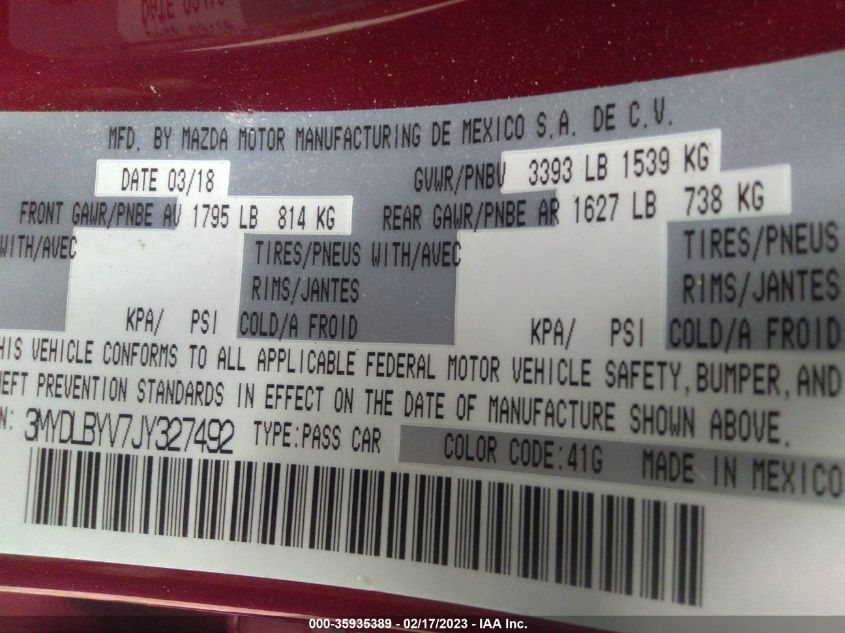 MFD. BY MAZDA MOTOR MANUFACTURING DE MEXICO S.A. DE C.V.
DATE 03/18 GVWR/PNBV 3393 LB 1539 KG
FRONT GAWR/PNBE AV 1795 LB 814 KG REAR GAWR/PNBE AR 1627 LB 738 KG
WITH/AVEC TIRES/PNEUS WITH/AVEC TIRES/PNEUS
RIMS/JANTES RIMS/JANTES
KPA/ PSI COLD/A FROID KPA/ PSI COLD/A FROID
HIS VEHICLE CONFORMS TO ALL APPLICABLE FEDERAL MOTOR VEHICLE SAFETY, BUMPER, AND
HEFT PREVENTION STANDARDS IN EFFECT ON THE DATE OF MANUFACTURE SHOWN ABOVE.
N: 3MYDLBYV7JY327492 TYPE:PASS CAR COLOR CODE:41G MADE IN MEXICO
000-35935389 - 02/17/2023 - IAA Inc.